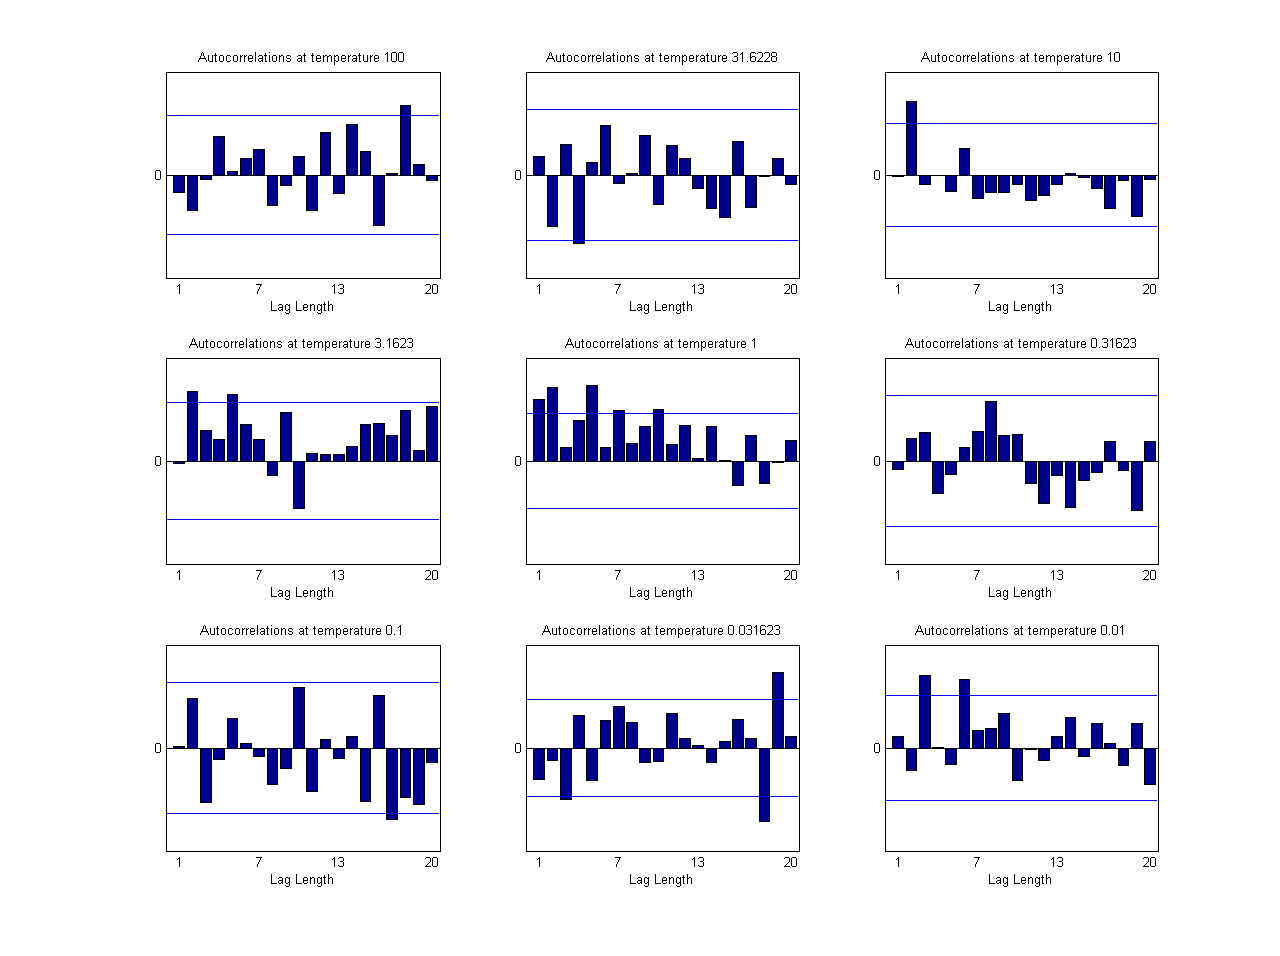 Autocorrelations at temperature 100
0
1 7 13 20
Lag Length
Autocorrelations at temperature 31.6228
0
1 7 13 20
Lag Length
Autocorrelations at temperature 10
0
1 7 13 20
Lag Length
Autocorrelations at temperature 3.1623
0
1 7 13 20
Lag Length
Autocorrelations at temperature 1
0
1 7 13 20
Lag Length
Autocorrelations at temperature 0.31623
0
1 7 13 20
Lag Length
Autocorrelations at temperature 0.1
0
1 7 13 20
Lag Length
Autocorrelations at temperature 0.031623
0
1 7 13 20
Lag Length
Autocorrelations at temperature 0.01
0
1 7 13 20
Lag Length